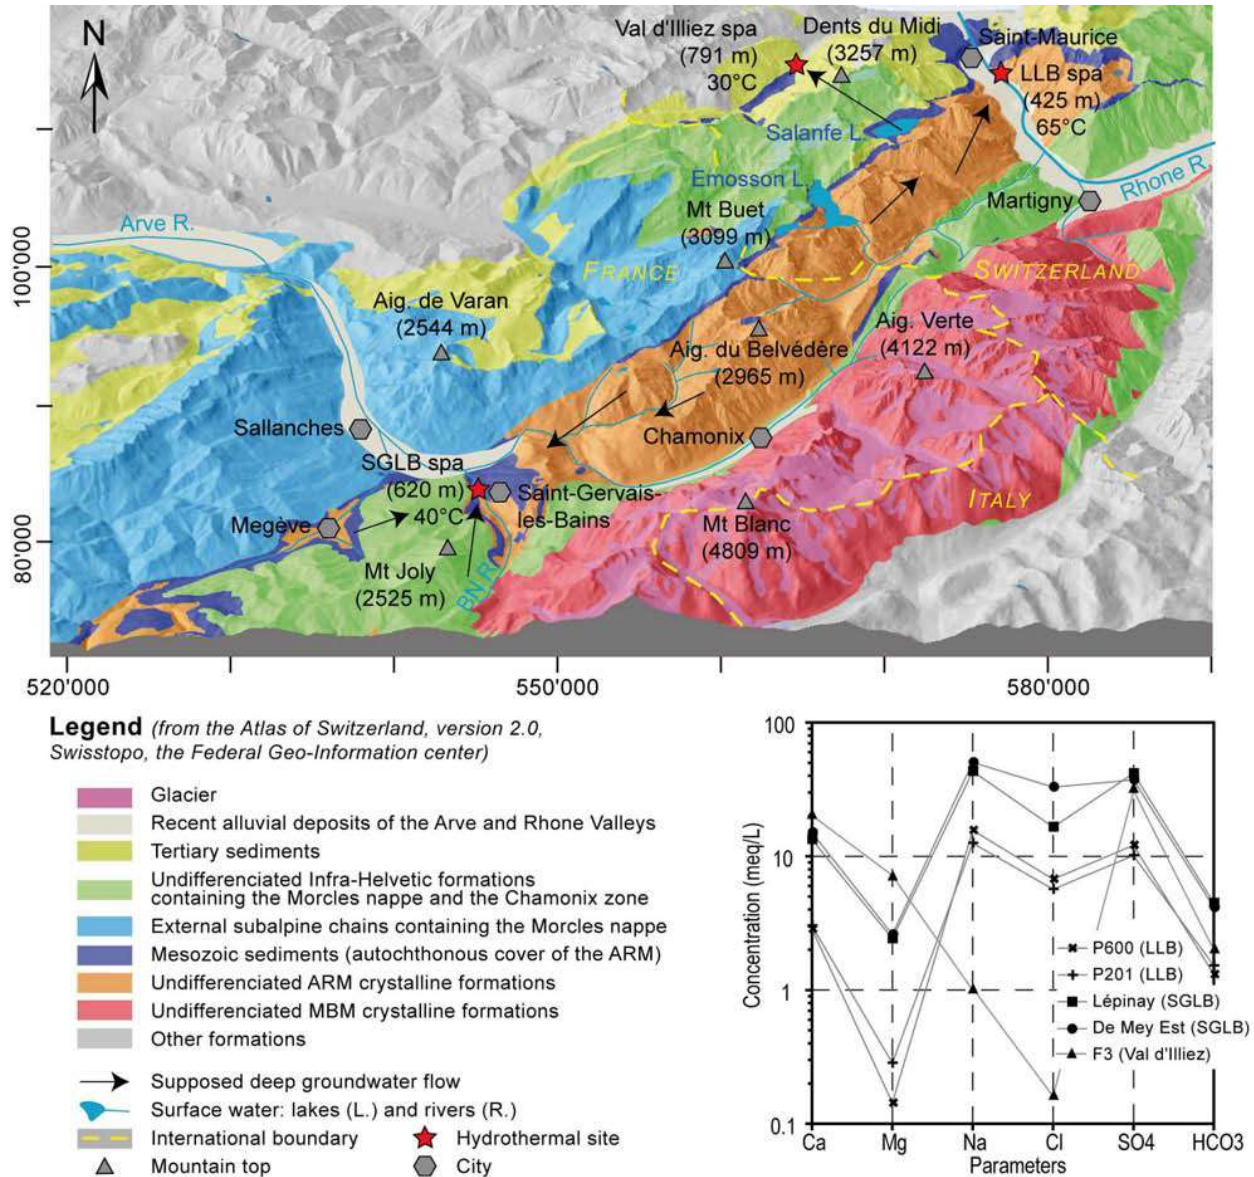 N
Val d'Illiez spa
(791 m)
30°C
Dents du Midi
(3257 m)
Saint-Maurice
LLB spa
(425 m)
65°C
Salanfe L.
Emosson L.
Mt Buet
(3099 m)
Martigny
Rhone R.
Arve R.
FRANCE
SWITZERLAND
Aig. de Varan
(2544 m)
Aig. du Belvédère
(2965 m)
Aig. Verte
(4122 m)
Sallanches
Chamonix
SGLB spa
(620 m)
40°C
Saint-Gervais-
les-Bains
ITALY
Megève
Mt Blanc
(4809 m)
Mt Joly
(2525 m)
BN R.
100'000
80'000
520'000
550'000
580'000
Legend (from the Atlas of Switzerland, version 2.0,
Swisstopo, the Federal Geo-Information center)
Glacier
Recent alluvial deposits of the Arve and Rhone Valleys
Tertiary sediments
Undifferenciated Infra-Helvetic formations
containing the Morcles nappe and the Chamonix zone
External subalpine chains containing the Morcles nappe
Mesozoic sediments (autochthonous cover of the ARM)
Undifferenciated ARM crystalline formations
Undifferenciated MBM crystalline formations
Other formations
Supposed deep groundwater flow
Surface water: lakes (L.) and rivers (R.)
International boundary
Hydrothermal site
Mountain top
City
Concentration (meq/L)
100
10
1
0.1
P600 (LLB)
P201 (LLB)
Lépinay (SGLB)
De Mey Est (SGLB)
F3 (Val d'Illiez)
Ca
Mg
Na
Cl
SO4
HCO3
Parameters